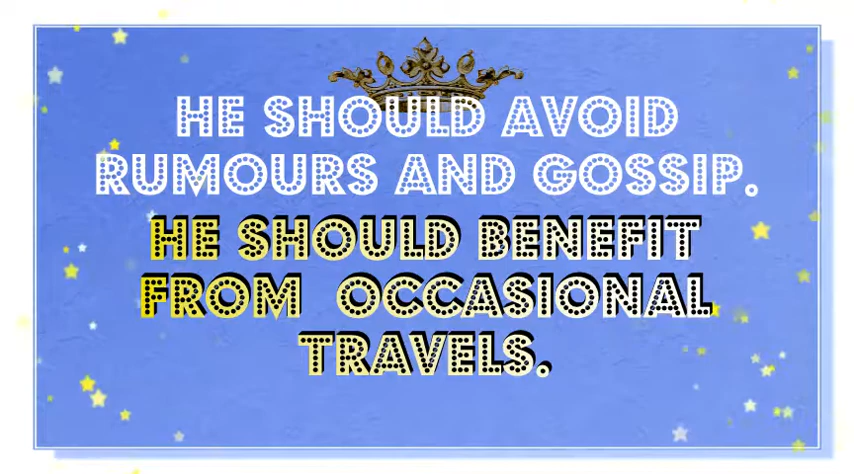 HE SHOULD AVOID
RUMOURS AND GOSSIP.
HE SHOULD BENEFIT
FROM OCCASIONAL
TRAVELS.